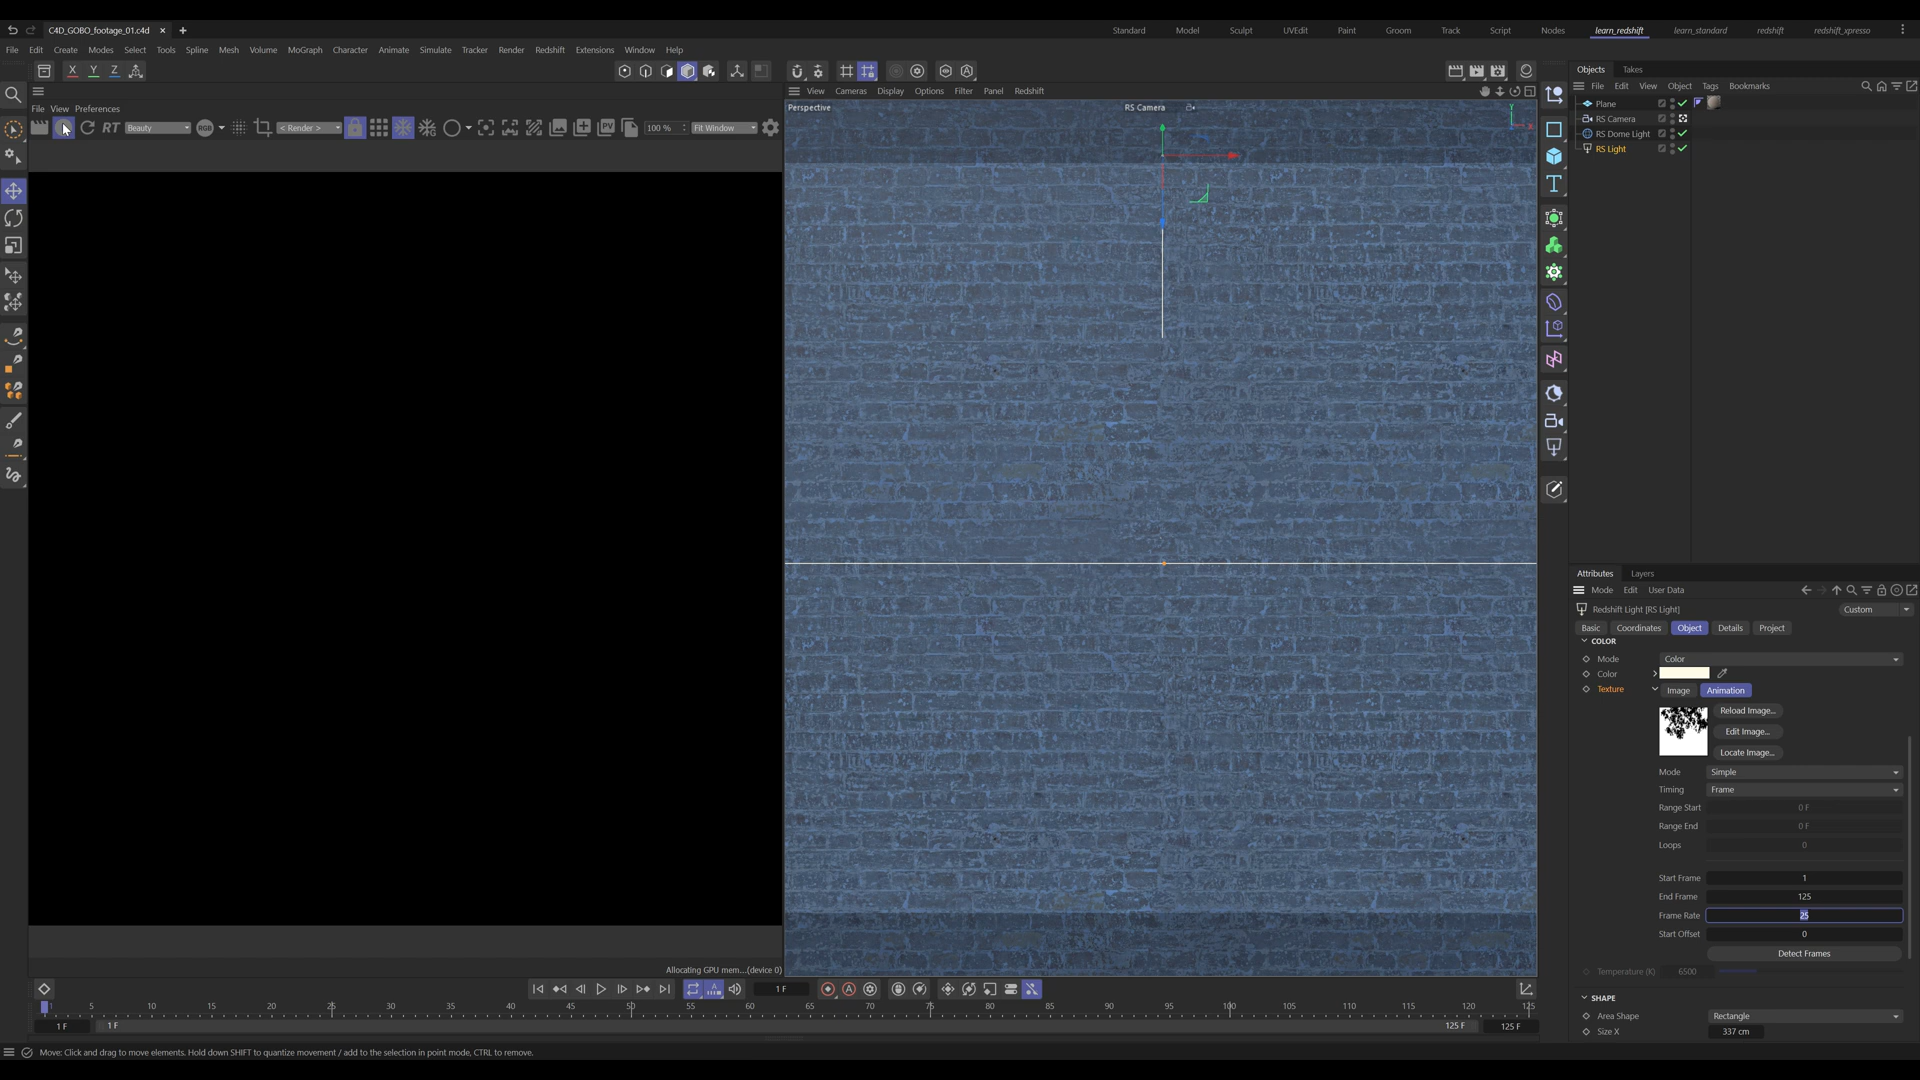 C4D_GOBO_footage_01.c4d
Standard Model Sculpt UVEdit Paint Groom Track Script Nodes learn_redshift learn_standard redshift redshift_xpresso
File Edit Create Modes Select Tools Spline Mesh Volume MoGraph Character Animate Simulate Tracker Render Redshift Extensions Window Help
X Y Z
Objects Takes
File Edit View Object Tags Bookmarks
View Cameras Display Options Filter Panel Redshift
File View Preferences
RT Beauty RGB < Render > PV 100 % Fit Window
Perspective RS Camera
Y X
Plane
RS Camera
RS Dome Light
RS Light
Attributes Layers
Mode Edit User Data
Redshift Light [RS Light] Custom
Basic Coordinates Object Details Project
COLOR
Mode Color
Color
Texture Image Animation
Reload Image...
Edit Image...
Locate Image...
Mode Simple
Timing Frame
Range Start 0 F
Range End 0 F
Loops 0
Start Frame 1
End Frame 125
Frame Rate 25
Start Offset 0
Detect Frames
Temperature (K) 6500
SHAPE
Area Shape Rectangle
Size X 337 cm
Allocating GPU mem...(device 0)
1 F
1 5 10 15 20 25 30 35 40 45 50 55 60 65 70 75 80 85 90 95 100 105 110 115 120 125
1 F 1 F 125 F 125 F
Move: Click and drag to move elements. Hold down SHIFT to quantize movement / add to the selection in point mode, CTRL to remove.